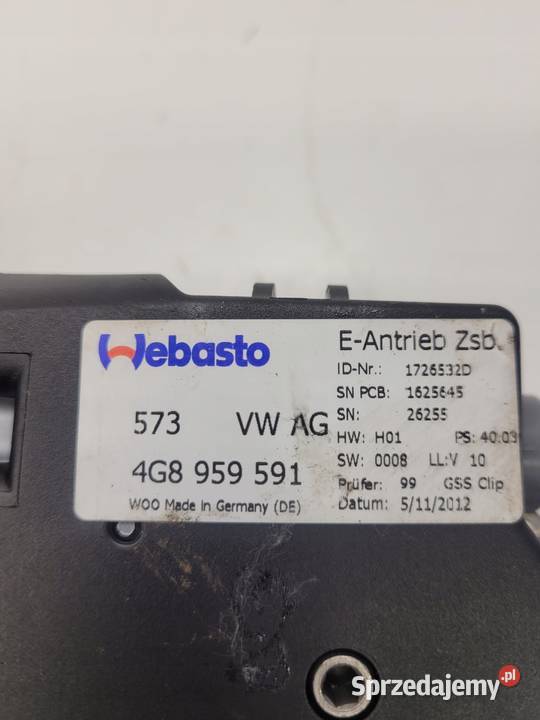 Webasto
573 VW AG
4G8 959 591
WOO Made in Germany (DE)
E-Antrieb Zsb.
ID-Nr.: 1726532D
SN PCB: 1625645
SN: 26255
HW: H01 PS: 40.03
SW: 0008 LL:V 10
Prüfer: 99 GSS Clip
Datum: 5/11/2012
Sprzedajemy.pl